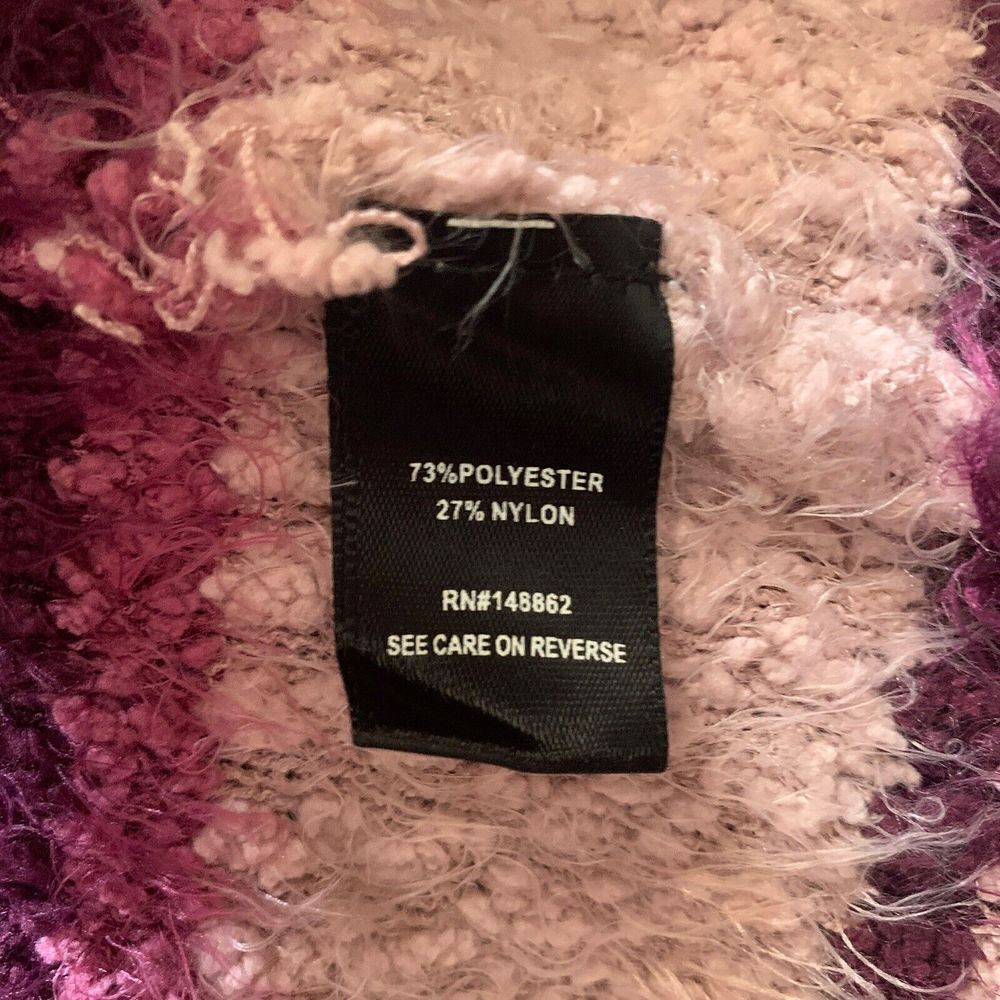 73%POLYESTER
27% NYLON
RN#148862
SEE CARE ON REVERSE